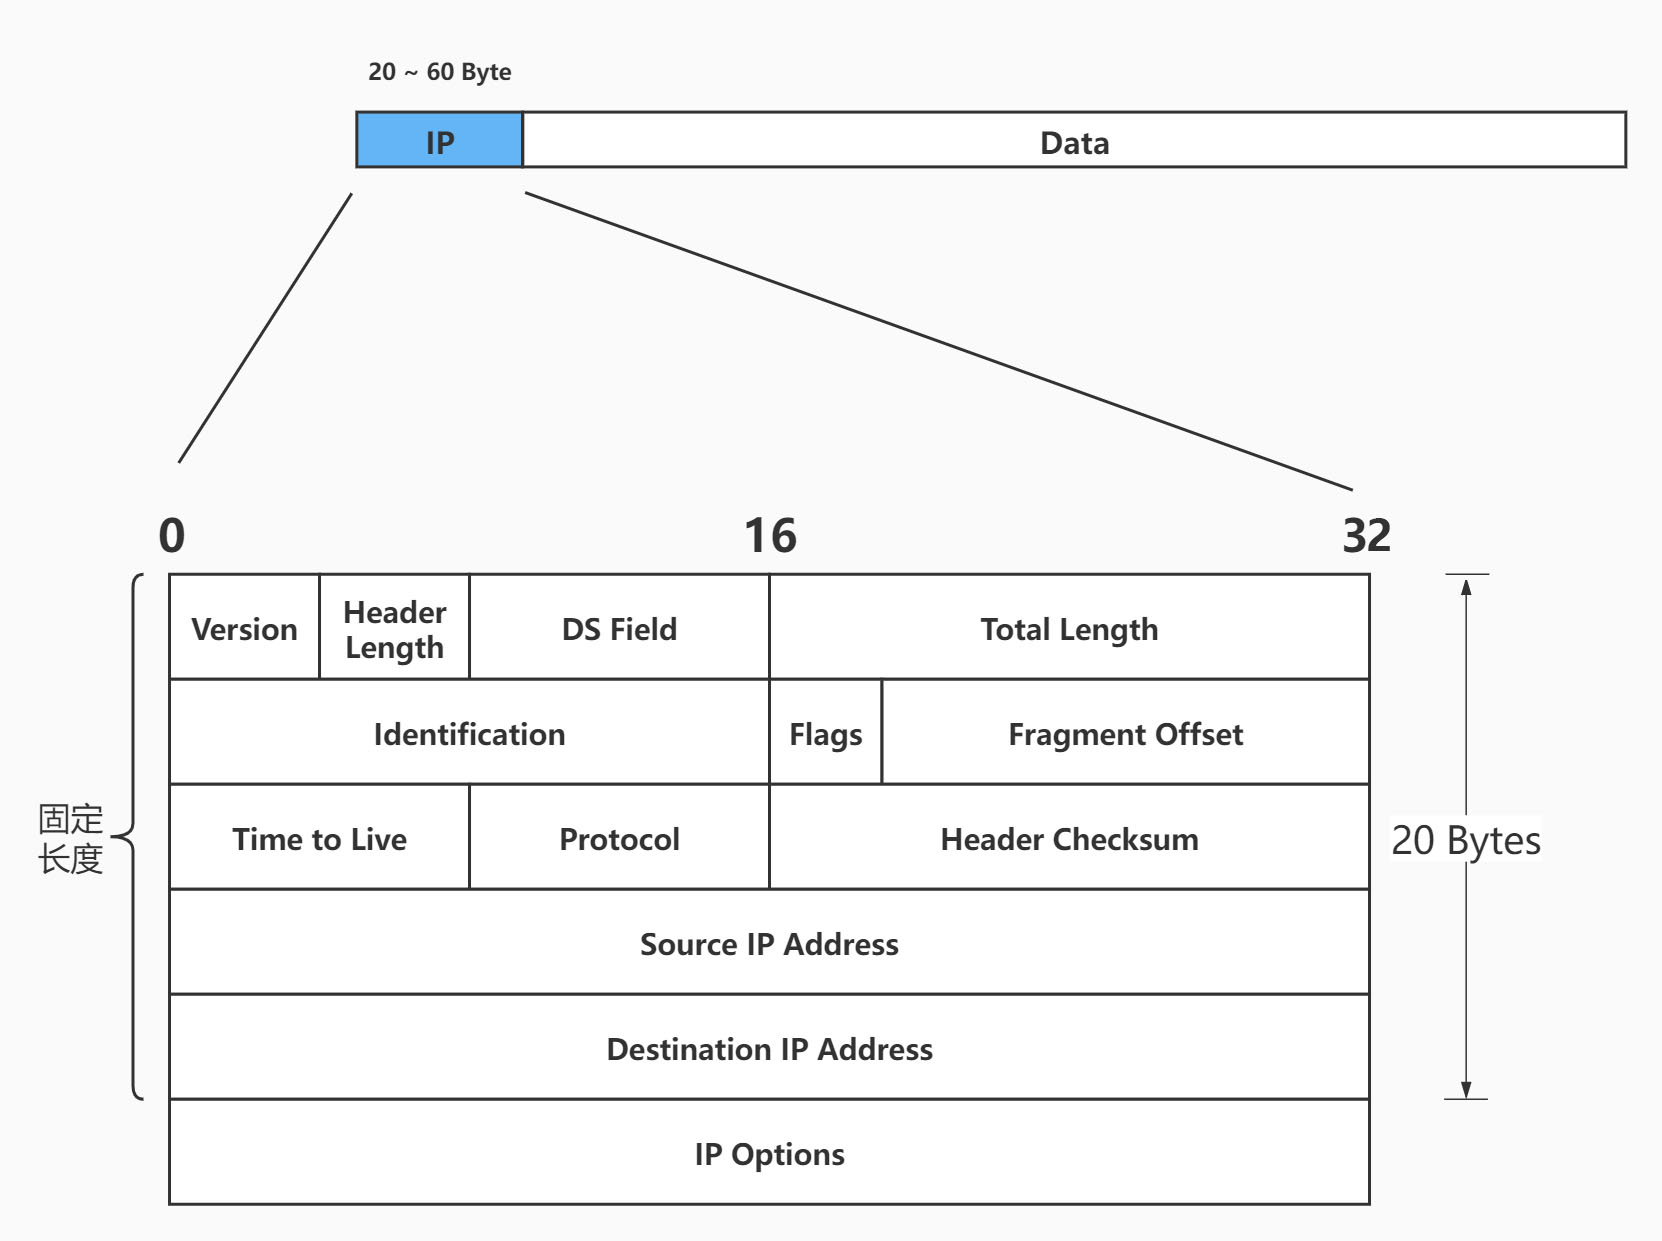 20 ~ 60 Byte
IP
Data
0
16
32
Version
Header
Length
DS Field
Total Length
Identification
Flags
Fragment Offset
固定
长度
Time to Live
Protocol
Header Checksum
20 Bytes
Source IP Address
Destination IP Address
IP Options